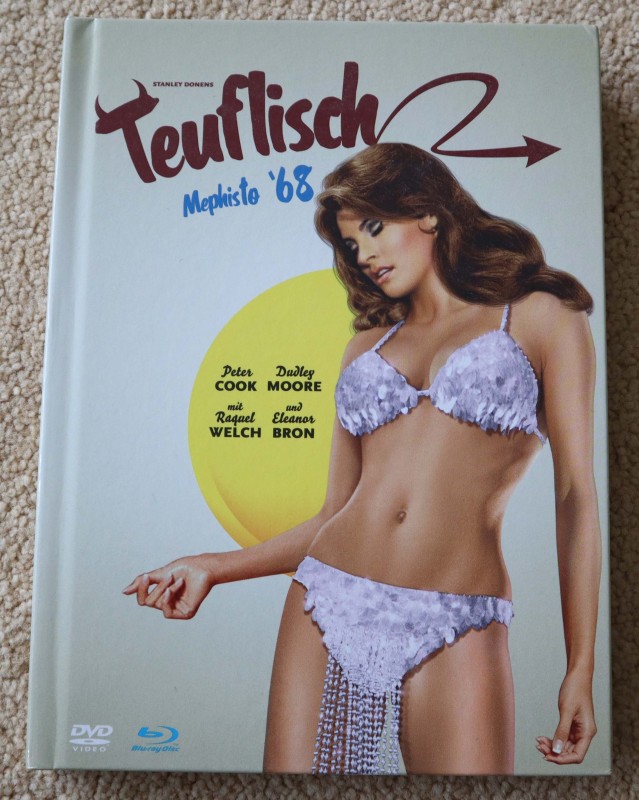 STANLEY DONENS
Teuflisch
Mephisto '68
Peter COOK
Dudley MOORE
mit Raquel WELCH
und Eleanor BRON
DVD VIDEO
Blu-ray Disc